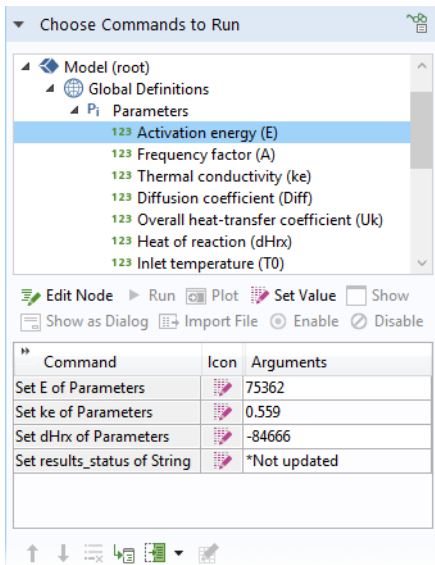 Choose Commands to Run
Model (root)
Global Definitions
Pi Parameters
123 Activation energy (E)
123 Frequency factor (A)
123 Thermal conductivity (ke)
123 Diffusion coefficient (Diff)
123 Overall heat-transfer coefficient (Uk)
123 Heat of reaction (dHrx)
123 Inlet temperature (T0)
Edit Node Run Plot Set Value Show
Show as Dialog Import File Enable Disable
Command Icon Arguments
Set E of Parameters 75362
Set ke of Parameters 0.559
Set dHrx of Parameters -84666
Set results_status of String *Not updated